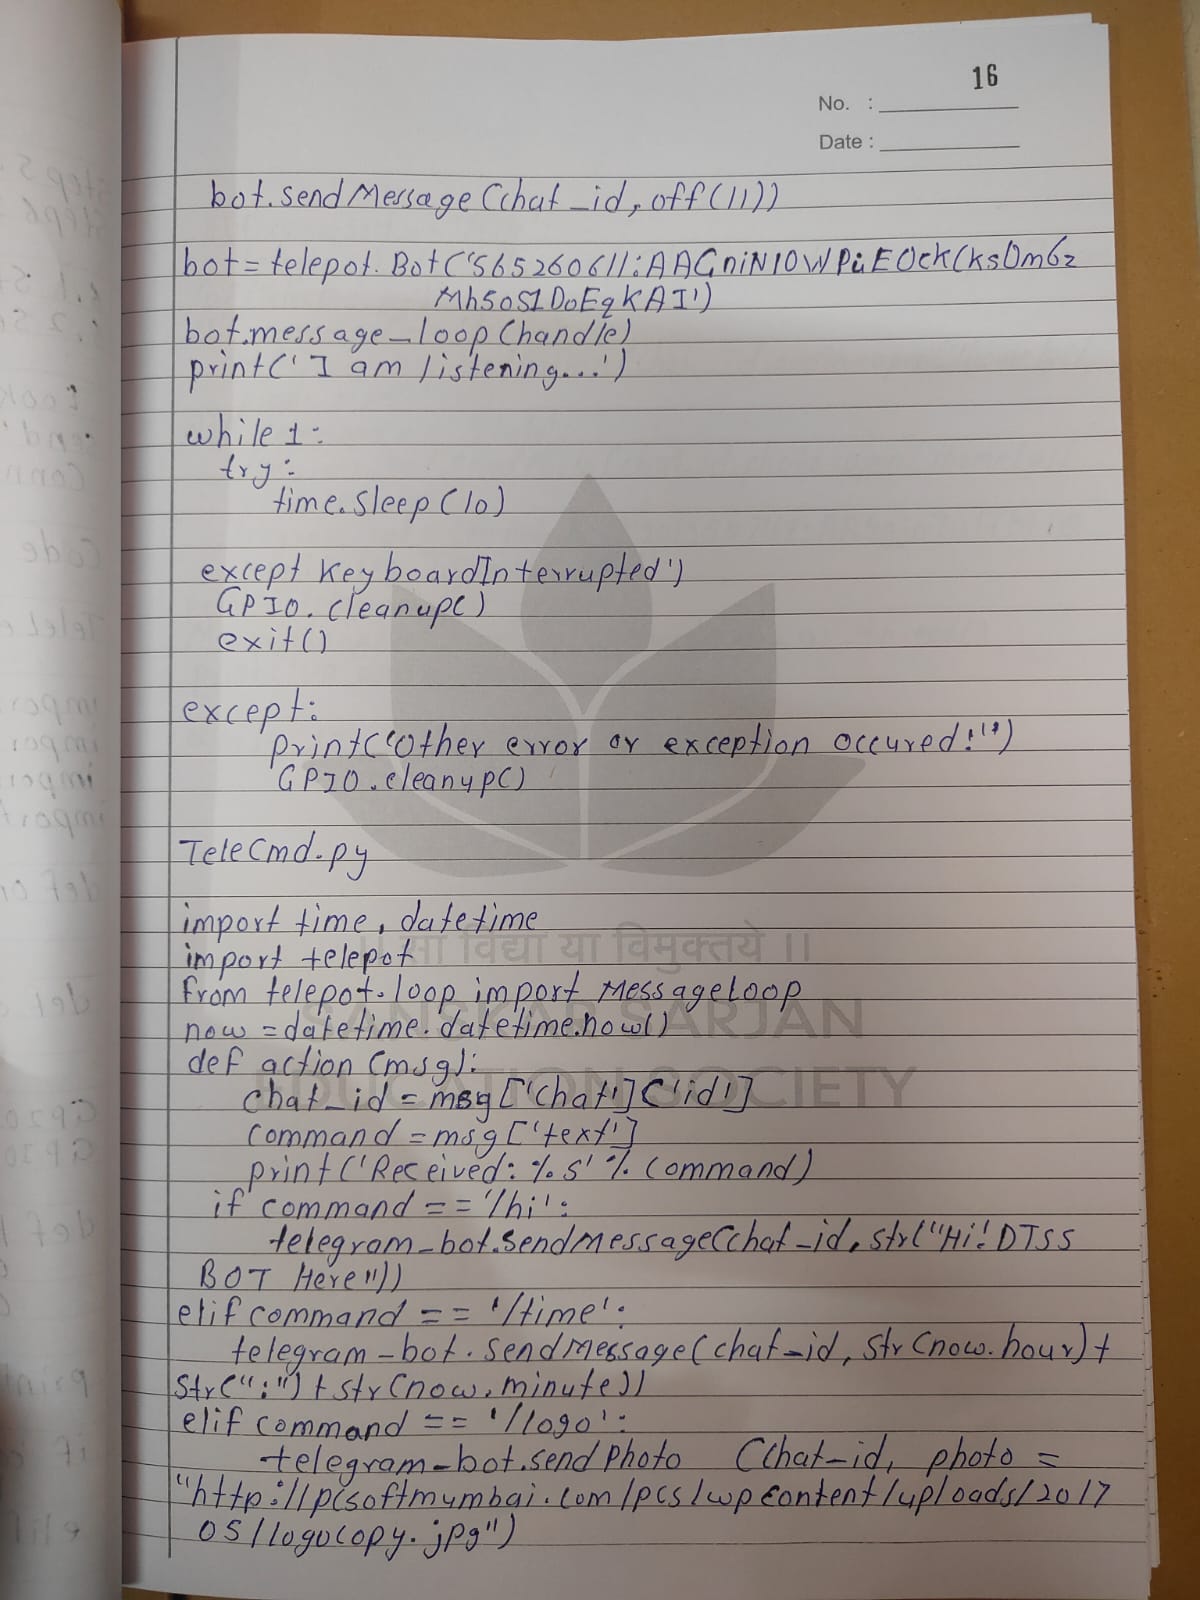 16
No. :
Date :
bot.sendMessage (chat_id, off(11))
bot = telepot. Bot ('565260611:AAGniN10WPiEOckCksOm6z
Mh5oS1DoEqkAI')
bot.message_loop (handle)
print(' I am listening...')
while 1 :
try :
time.sleep (10)
except KeyboardInterrupted')
GPIO. cleanup()
exit()
except:
print("Other error or exception occured!"')
GPIO.cleanup()
TeleCmd.py
import time, datetime
import telepot
|| सा विद्या या विमुक्तये ||
from telepot.loop import MessageLoop
SANSKAR SARJAN
now = datetime.datetime.now()
def action (msg):
EDUCATION SOCIETY
chat_id = msg ['chat']['id']
command = msg ['text']
print ('Received: %s' % command)
if command == '/hi':
telegram_bot.sendMessage(chat_id, str("Hi! DTSS
BOT Here"))
elif command == '/time':
telegram_bot.sendMessage(chat_id, str(now.hour)+
str(":")+str(now.minute))
elif command == '/logo':
telegram_bot.sendPhoto (chat_id, photo =
"http://pcsoftmumbai.com/pcs/wpcontent/uploads/2017
05/logocopy.jpg")